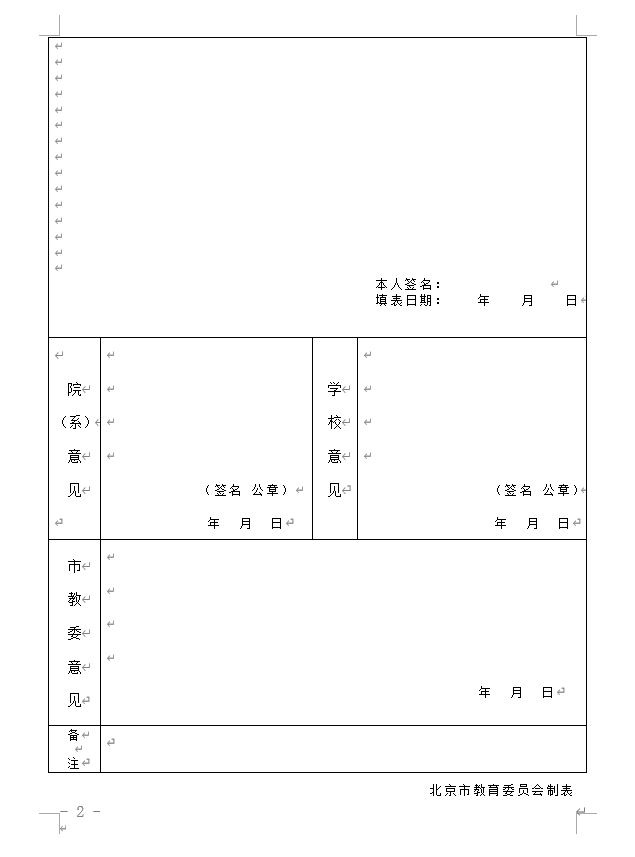 本人签名：
填表日期： 年 月 日
院
（系）
意
见
（签名 公章）
年 月 日
学
校
意
见
（签名 公章）
年 月 日
市
教
委
意
见
年 月 日
备
注
北京市教育委员会制表
- 2 -